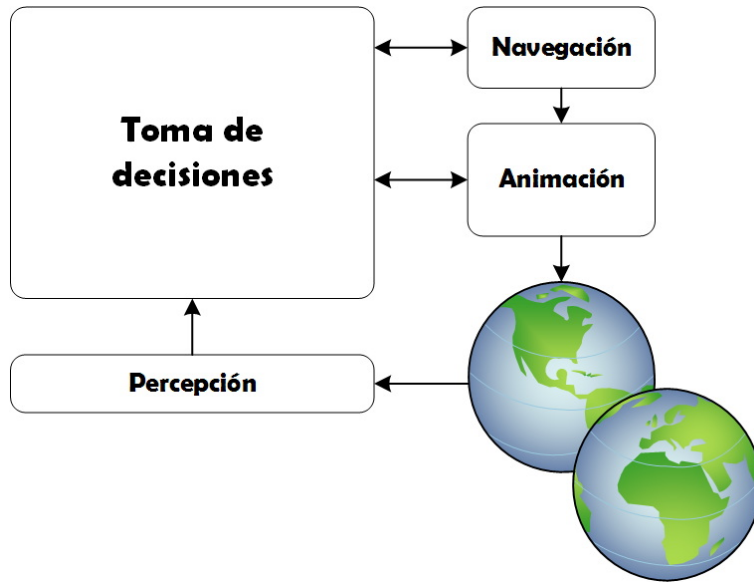 Navegación
Toma de
decisiones
Animación
Percepción